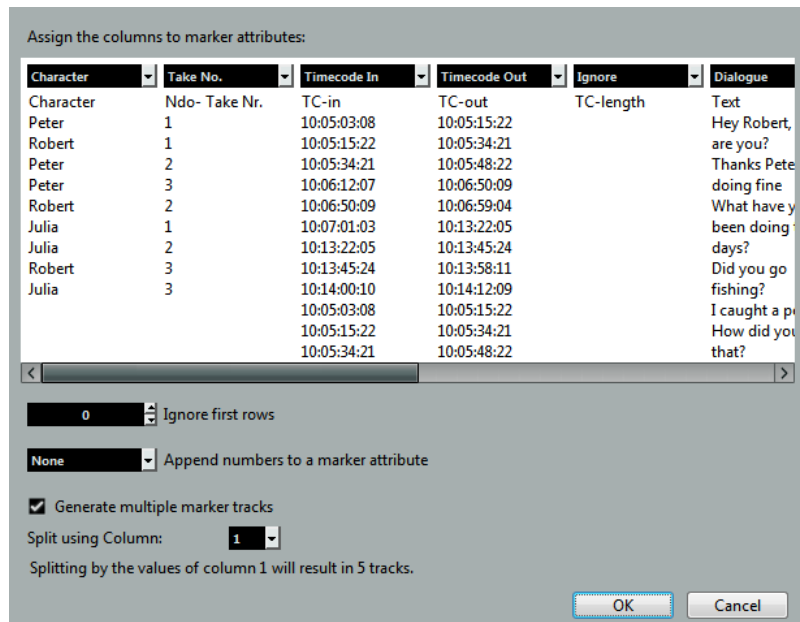 Assign the columns to marker attributes:
Character Take No. Timecode In Timecode Out Ignore Dialogue
Character Ndo- Take Nr. TC-in TC-out TC-length Text
Peter 1 10:05:03:08 10:05:15:22 Hey Robert,
Robert 1 10:05:15:22 10:05:34:21 are you?
Peter 2 10:05:34:21 10:05:48:22 Thanks Pete
Peter 3 10:06:12:07 10:06:50:09 doing fine
Robert 2 10:06:50:09 10:06:59:04 What have y
Julia 1 10:07:01:03 10:13:22:05 been doing
Julia 2 10:13:22:05 10:13:45:24 days?
Robert 3 10:13:45:24 10:13:58:11 Did you go
Julia 3 10:14:00:10 10:14:12:09 fishing?
10:05:03:08 10:05:15:22 I caught a p
10:05:15:22 10:05:34:21 How did you
10:05:34:21 10:05:48:22 that?
0 Ignore first rows
None Append numbers to a marker attribute
Generate multiple marker tracks
Split using Column: 1
Splitting by the values of column 1 will result in 5 tracks.
OK Cancel